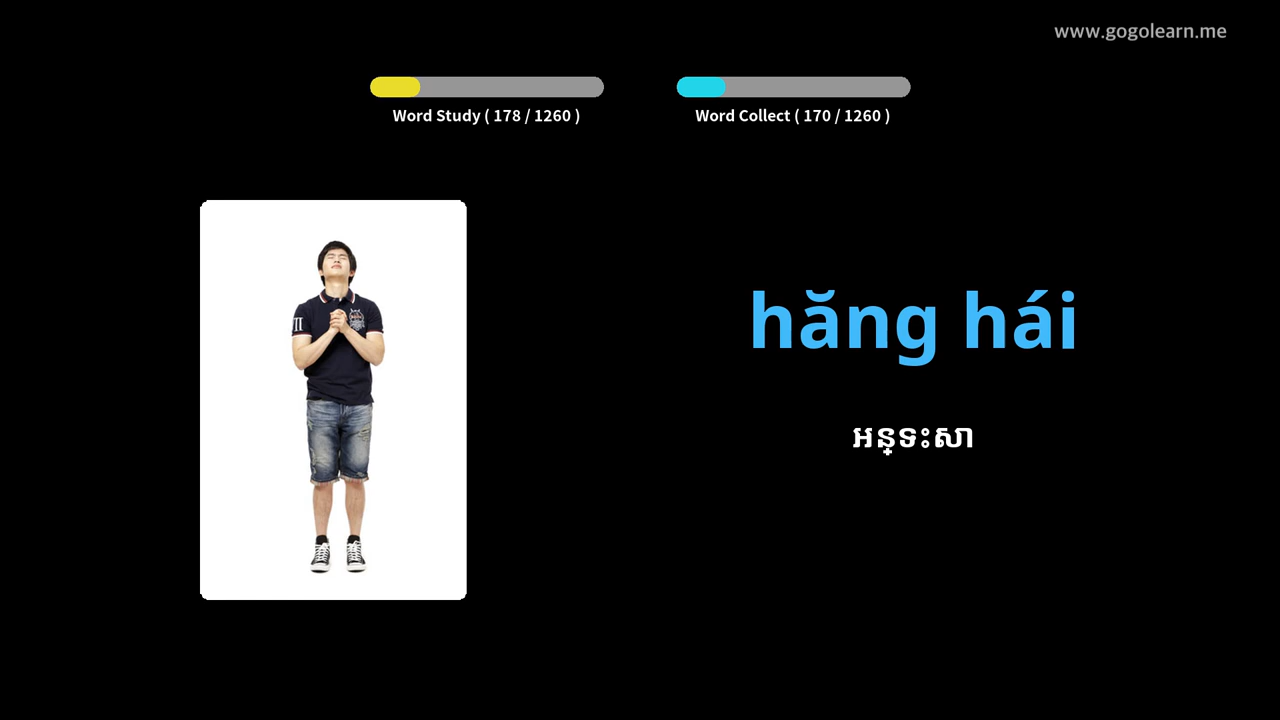 www.gogolearn.me
Word Study ( 178 / 1260 )
Word Collect ( 170 / 1260 )
hăng hái
អន្ទះសា